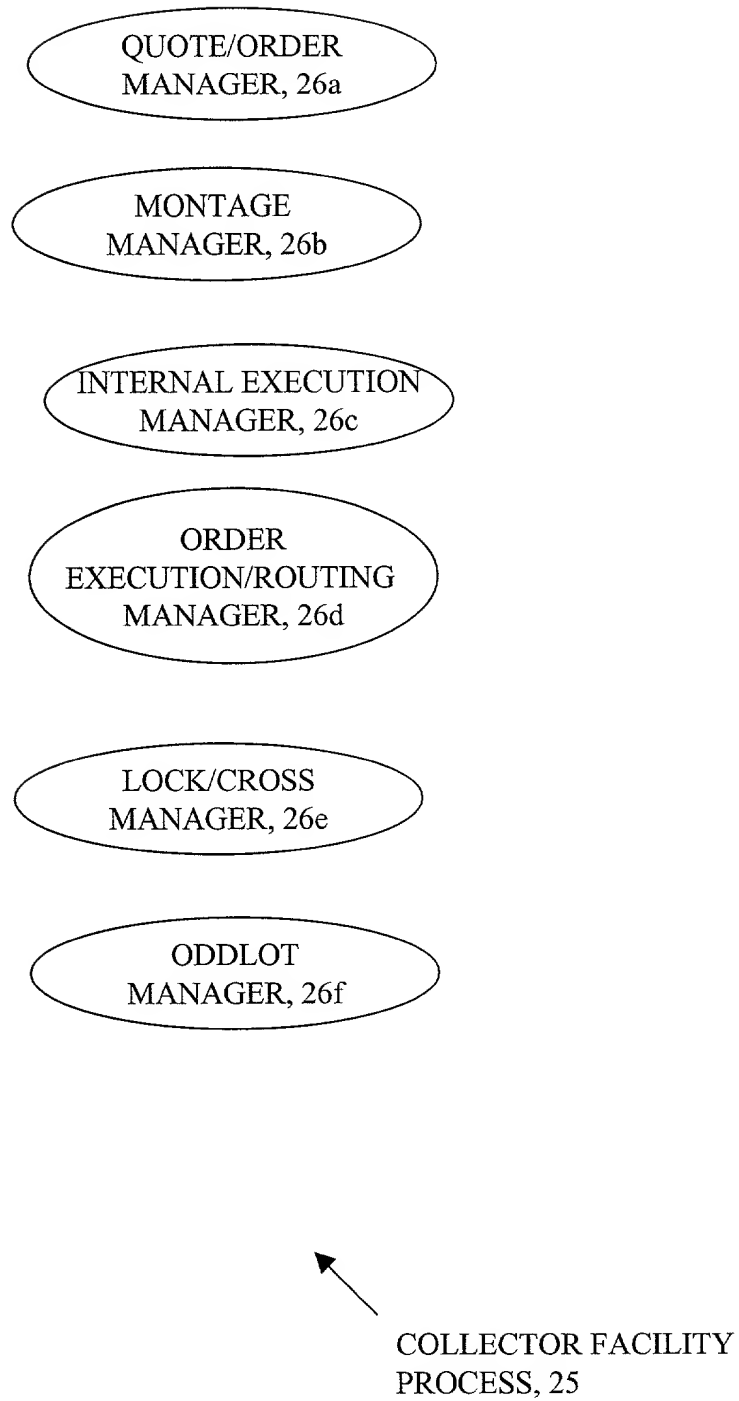 QUOTE/ORDER
MANAGER, 26a
MONTAGE
MANAGER, 26b
INTERNAL EXECUTION
MANAGER, 26c
ORDER
EXECUTION/ROUTING
MANAGER, 26d
LOCK/CROSS
MANAGER, 26e
ODDLOT
MANAGER, 26f
COLLECTOR FACILITY
PROCESS, 25